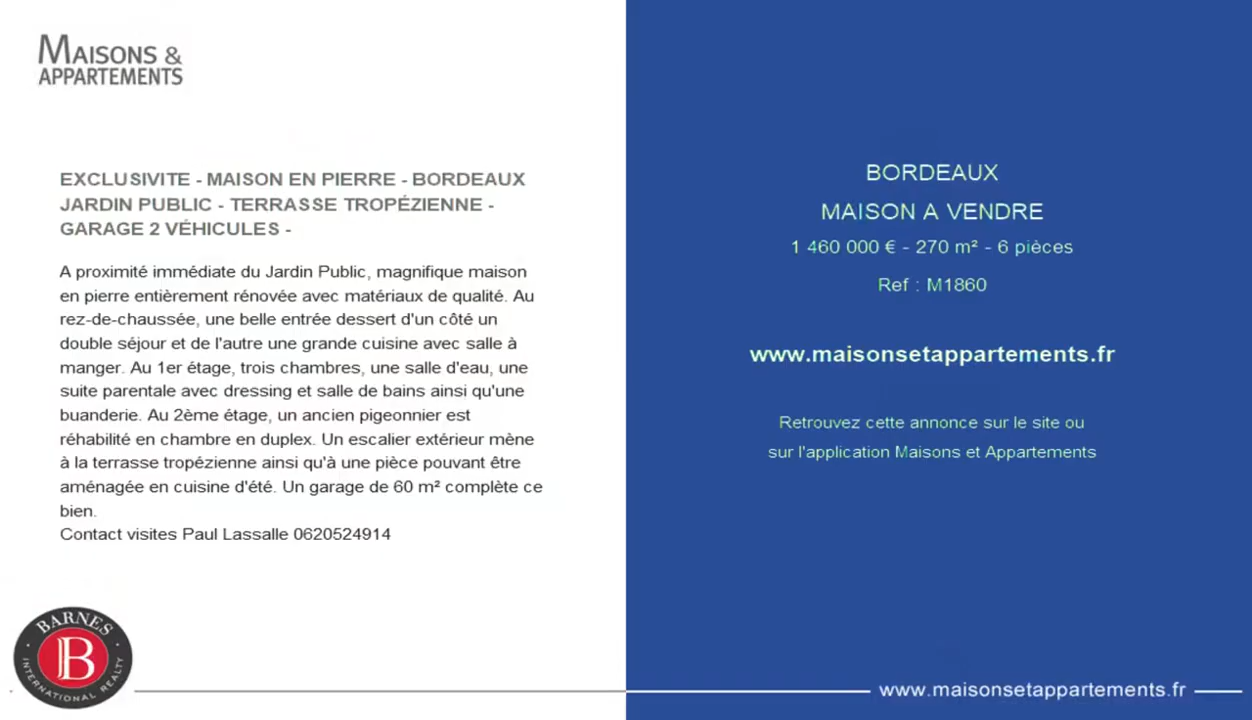 MAISONS &
APPARTEMENTS
EXCLUSIVITE - MAISON EN PIERRE - BORDEAUX
JARDIN PUBLIC - TERRASSE TROPÉZIENNE -
GARAGE 2 VÉHICULES -
A proximité immédiate du Jardin Public, magnifique maison
en pierre entièrement rénovée avec matériaux de qualité. Au
rez-de-chaussée, une belle entrée dessert d'un côté un
double séjour et de l'autre une grande cuisine avec salle à
manger. Au 1er étage, trois chambres, une salle d'eau, une
suite parentale avec dressing et salle de bains ainsi qu'une
buanderie. Au 2ème étage, un ancien pigeonnier est
réhabilité en chambre en duplex. Un escalier extérieur mène
à la terrasse tropézienne ainsi qu'à une pièce pouvant être
aménagée en cuisine d'été. Un garage de 60 m² complète ce
bien.
Contact visites Paul Lassalle 0620524914
BARNES
B
INTERNATIONAL REALTY
BORDEAUX
MAISON A VENDRE
1 460 000 € - 270 m² - 6 pièces
Ref : M1860
www.maisonsetappartements.fr
Retrouvez cette annonce sur le site ou
sur l'application Maisons et Appartements
www.maisonsetappartements.fr